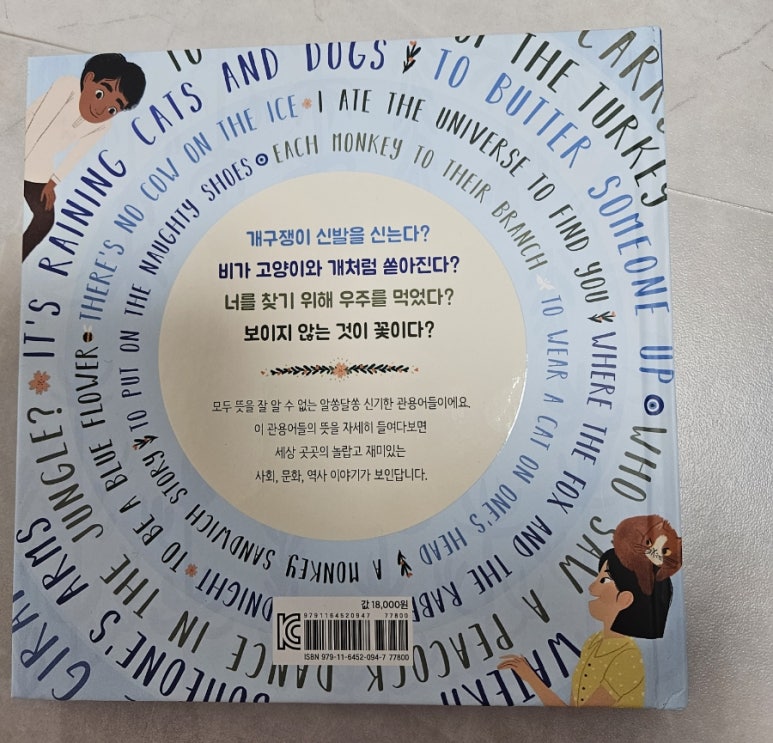 TO
IT'S RAINING CATS AND DOGS
TO BUTTER SOMEONE UP
THE TURKEY
WHO SAW A PEACOCK DANCE IN THE JUNGLE?
SOMEONE'S ARMS
THERE'S NO COW ON THE ICE
I ATE THE UNIVERSE TO FIND YOU
WHERE THE FOX AND THE
TO BE A BLUE FLOWER
TO PUT ON THE NAUGHTY SHOES
EACH MONKEY TO THEIR BRANCH
TO WEAR A CAT ON ONE'S HEAD
A MONKEY SANDWICH STORY
개구쟁이 신발을 신는다?
비가 고양이와 개처럼 쏟아진다?
너를 찾기 위해 우주를 먹었다?
보이지 않는 것이 꽃이다?
모두 뜻을 잘 알 수 없는 알쏭달쏭 신기한 관용어들이에요.
이 관용어들의 뜻을 자세히 들여다보면
세상 곳곳의 놀랍고 재미있는
사회, 문화, 역사 이야기가 보인답니다.
값 18,000원
9791164520947 77800
ISBN 979-11-6452-094-7 77800